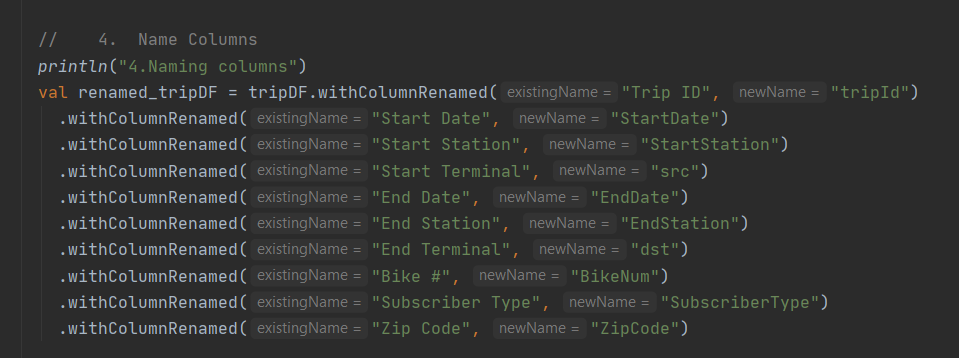 //    4.  Name Columns
println("4.Naming columns")
val renamed_tripDF = tripDF.withColumnRenamed( existingName = "Trip ID", newName = "tripId")
  .withColumnRenamed( existingName = "Start Date", newName = "StartDate")
  .withColumnRenamed( existingName = "Start Station", newName = "StartStation")
  .withColumnRenamed( existingName = "Start Terminal", newName = "src")
  .withColumnRenamed( existingName = "End Date", newName = "EndDate")
  .withColumnRenamed( existingName = "End Station", newName = "EndStation")
  .withColumnRenamed( existingName = "End Terminal", newName = "dst")
  .withColumnRenamed( existingName = "Bike #", newName = "BikeNum")
  .withColumnRenamed( existingName = "Subscriber Type", newName = "SubscriberType")
  .withColumnRenamed( existingName = "Zip Code", newName = "ZipCode")